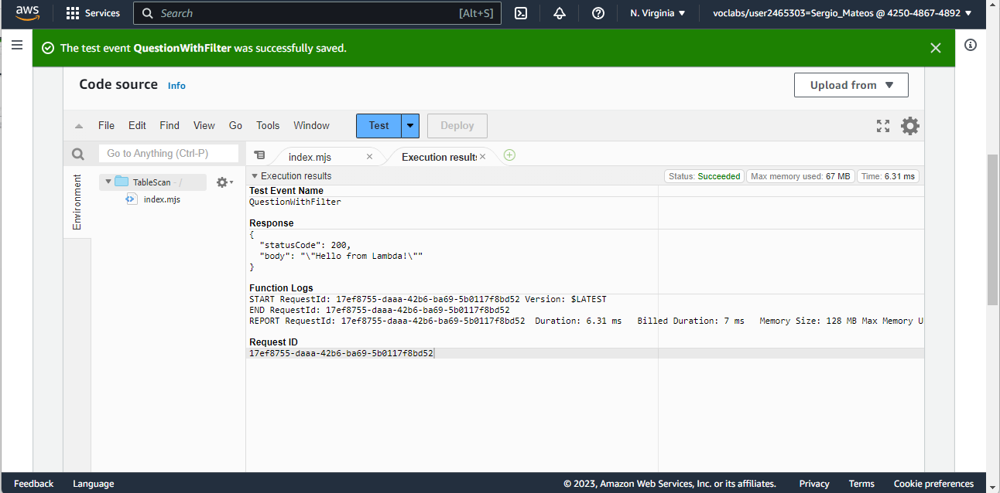 aws
Services
Search
[Alt+S]
N. Virginia
voclabs/user2465303=Sergio_Mateos @ 4250-4867-4892
The test event QuestionWithFilter was successfully saved.
Code source
Info
Upload from
File
Edit
Find
View
Go
Tools
Window
Test
Deploy
Go to Anything (Ctrl-P)
index.mjs
Execution results
Environment
TableScan - /
index.mjs
Execution results
Status: Succeeded
Max memory used: 67 MB
Time: 6.31 ms
Test Event Name
QuestionWithFilter
Response
{
"statusCode": 200,
"body": "\"Hello from Lambda!\""
}
Function Logs
START RequestId: 17ef8755-daaa-42b6-ba69-5b0117f8bd52 Version: $LATEST
END RequestId: 17ef8755-daaa-42b6-ba69-5b0117f8bd52
REPORT RequestId: 17ef8755-daaa-42b6-ba69-5b0117f8bd52 Duration: 6.31 ms Billed Duration: 7 ms Memory Size: 128 MB Max Memory U
Request ID
17ef8755-daaa-42b6-ba69-5b0117f8bd52
Feedback
Language
© 2023, Amazon Web Services, Inc. or its affiliates.
Privacy
Terms
Cookie preferences